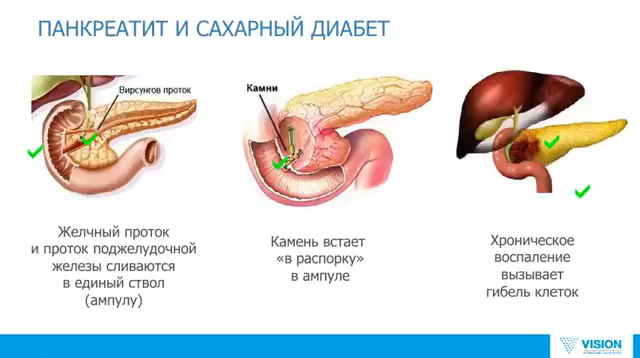 ПАНКРЕАТИТ И САХАРНЫЙ ДИАБЕТ
Вирсунгов проток
Камни
Желчный проток
и проток поджелудочной
железы сливаются
в единый ствол
(ампулу)
Камень встает
«в распорку»
в ампуле
Хроническое
воспаление
вызывает
гибель клеток
VISION